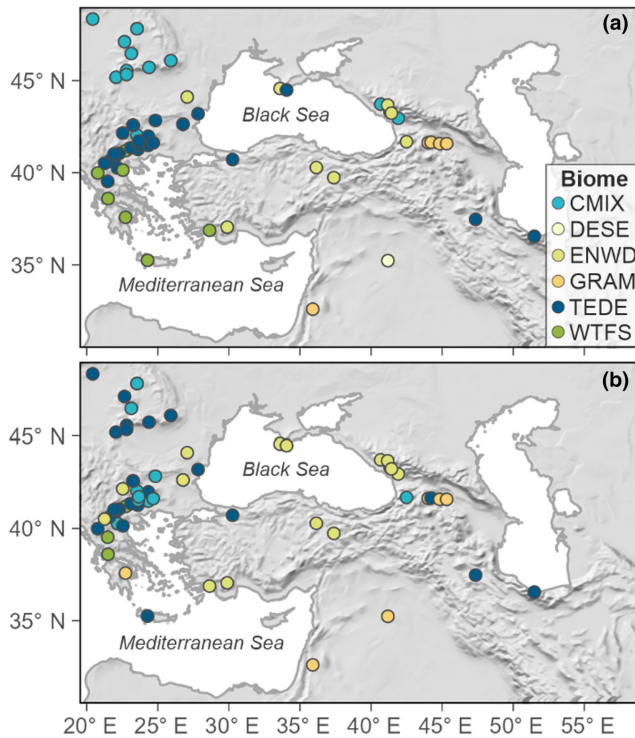 (a)
45° N
Black Sea
40° N
Biome
CMIX
DESE
ENWD
GRAM
TEDE
WTFS
35° N
Mediterranean Sea
(b)
45° N
Black Sea
40° N
35° N
Mediterranean Sea
20° E 25° E 30° E 35° E 40° E 45° E 50° E 55° E